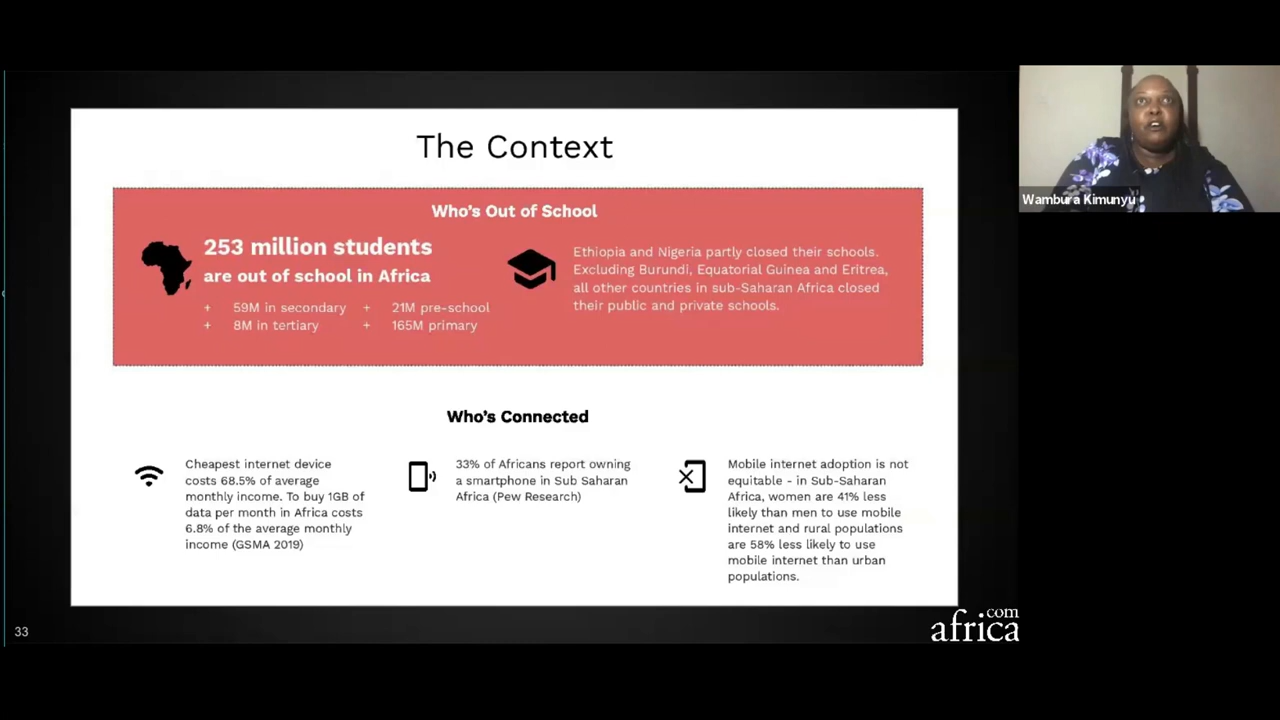 The Context
Who's Out of School
253 million students
are out of school in Africa
+ 59M in secondary + 21M pre-school
+ 8M in tertiary + 165M primary
Ethiopia and Nigeria partly closed their schools.
Excluding Burundi, Equatorial Guinea and Eritrea,
all other countries in sub-Saharan Africa closed
their public and private schools.
Who's Connected
Cheapest internet device
costs 68.5% of average
monthly income. To buy 1GB of
data per month in Africa costs
6.8% of the average monthly
income (GSMA 2019)
33% of Africans report owning
a smartphone in Sub Saharan
Africa (Pew Research)
Mobile internet adoption is not
equitable - in Sub-Saharan
Africa, women are 41% less
likely than men to use mobile
internet and rural populations
are 58% less likely to use
mobile internet than urban
populations.
33
africa.com
Wambura Kimunyu